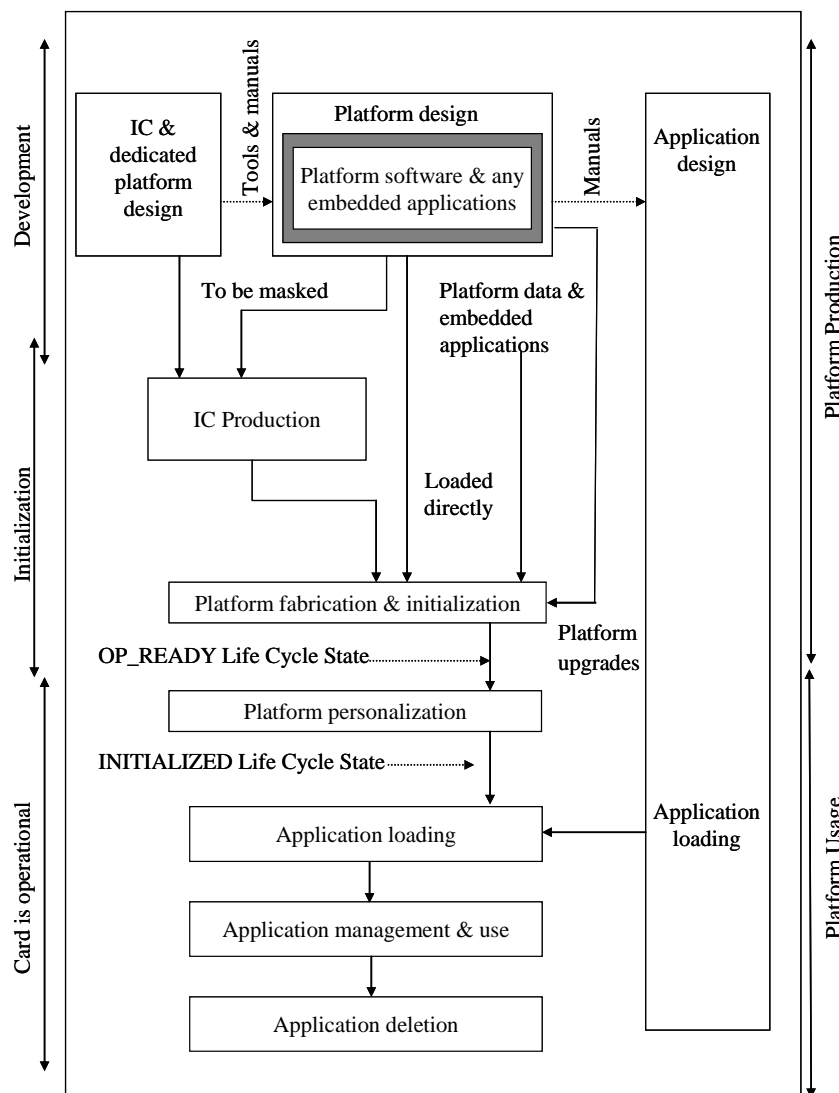 Development
Initialization
Card is operational
IC &
dedicated
platform
design
Tools & manuals
Platform design
Platform software & any
embedded applications
Manuals
Application
design
To be masked
Platform data &
embedded
applications
IC Production
Loaded
directly
Platform fabrication & initialization
OP_READY Life Cycle State
Platform
upgrades
Platform personalization
INITIALIZED Life Cycle State
Application loading
Application
loading
Application management & use
Application deletion
Platform Production
Platform Usage